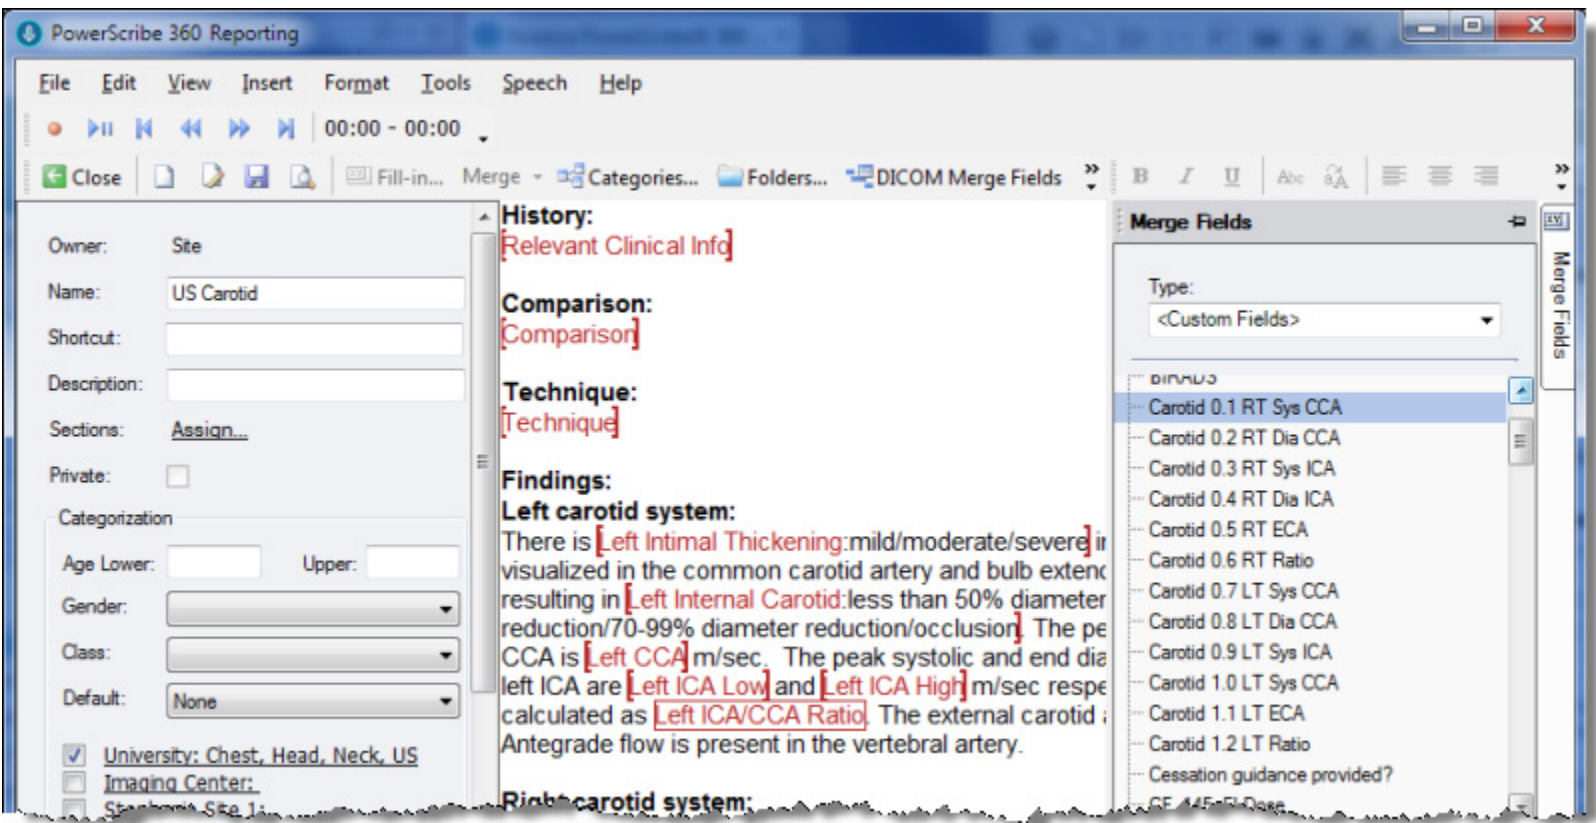 PowerScribe 360 Reporting
File Edit View Insert Format Tools Speech Help
00:00 - 00:00
Close Fill-in... Merge Categories... Folders... DICOM Merge Fields B I U Abc
Owner: Site
Name: US Carotid
Shortcut:
Description:
Sections: Assign...
Private:
Categorization
Age Lower: Upper:
Gender:
Class:
Default: None
University: Chest, Head, Neck, US
Imaging Center:
Site 1:
History:
[Relevant Clinical Info]
Comparison:
[Comparison]
Technique:
[Technique]
Findings:
Left carotid system:
There is [Left Intimal Thickening:mild/moderate/severe]
visualized in the common carotid artery and bulb
resulting in [Left Internal Carotid:less than 50% diameter
reduction/70-99% diameter reduction/occlusion]. The
CCA is [Left CCA] m/sec. The peak systolic and end
left ICA are [Left ICA Low] and [Left ICA High] m/sec
calculated as Left ICA/CCA Ratio. The external carotid
Antegrade flow is present in the vertebral artery.
Right carotid system:
Merge Fields
Type:
<Custom Fields>
BIRADS
Carotid 0.1 RT Sys CCA
Carotid 0.2 RT Dia CCA
Carotid 0.3 RT Sys ICA
Carotid 0.4 RT Dia ICA
Carotid 0.5 RT ECA
Carotid 0.6 RT Ratio
Carotid 0.7 LT Sys CCA
Carotid 0.8 LT Dia CCA
Carotid 0.9 LT Sys ICA
Carotid 1.0 LT Sys CCA
Carotid 1.1 LT ECA
Carotid 1.2 LT Ratio
Cessation guidance provided?
Merge Fields